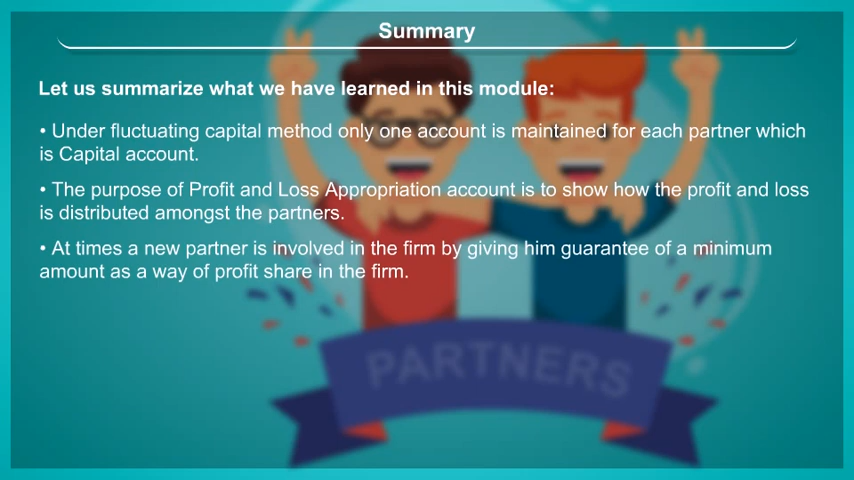 Summary
Let us summarize what we have learned in this module:
• Under fluctuating capital method only one account is maintained for each partner which
is Capital account.
• The purpose of Profit and Loss Appropriation account is to show how the profit and loss
is distributed amongst the partners.
• At times a new partner is involved in the firm by giving him guarantee of a minimum
amount as a way of profit share in the firm.
PARTNERS